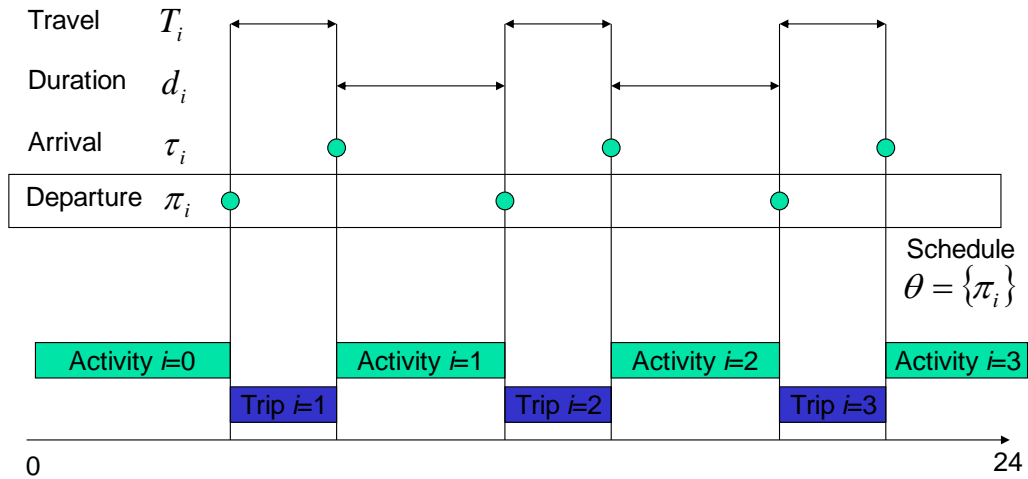 Travel T_i
Duration d_i
Arrival τ_i
Departure π_i
Schedule
θ = {π_i}
Activity i=0 Activity i=1 Activity i=2 Activity i=3
Trip i=1 Trip i=2 Trip i=3
0 24